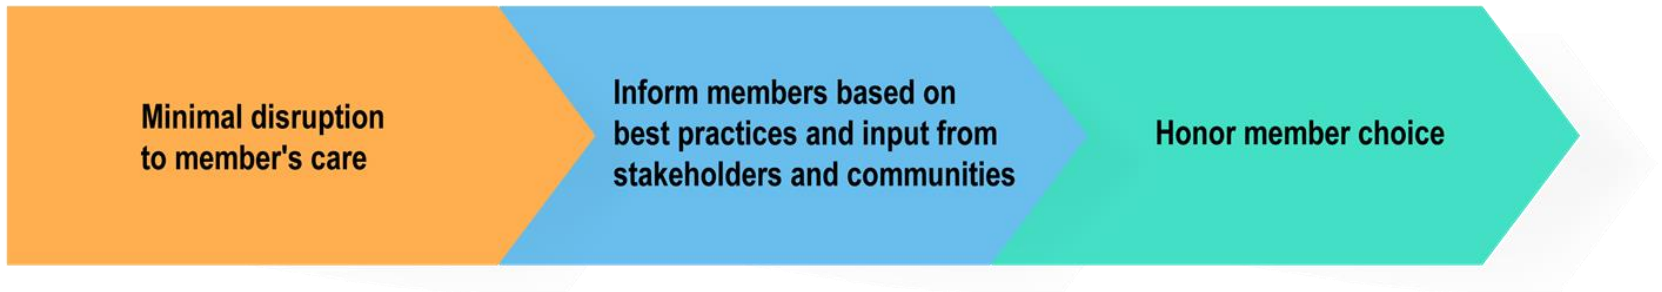 Minimal disruption
to member's care
Inform members based on
best practices and input from
stakeholders and communities
Honor member choice